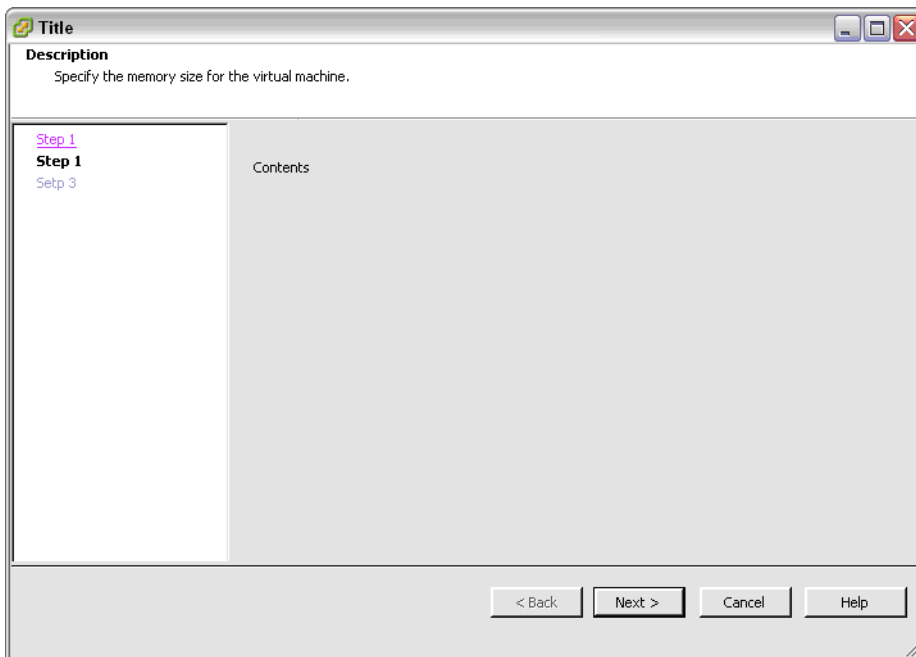 Title
Description
Specify the memory size for the virtual machine.
Step 1
Step 1
Setp 3
Contents
< Back
Next >
Cancel
Help